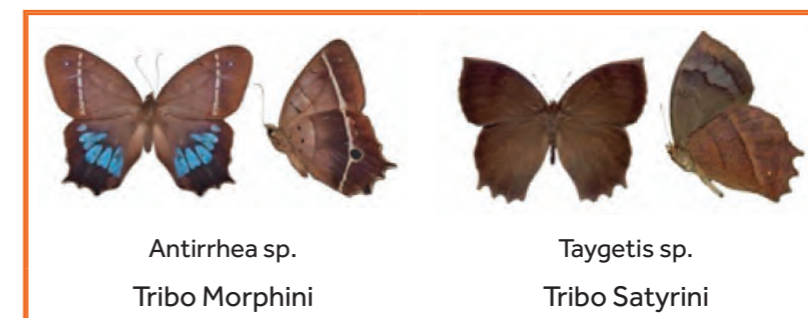 Antirrhea sp.
Taygetis sp.
Tribo Morphini
Tribo Satyrini